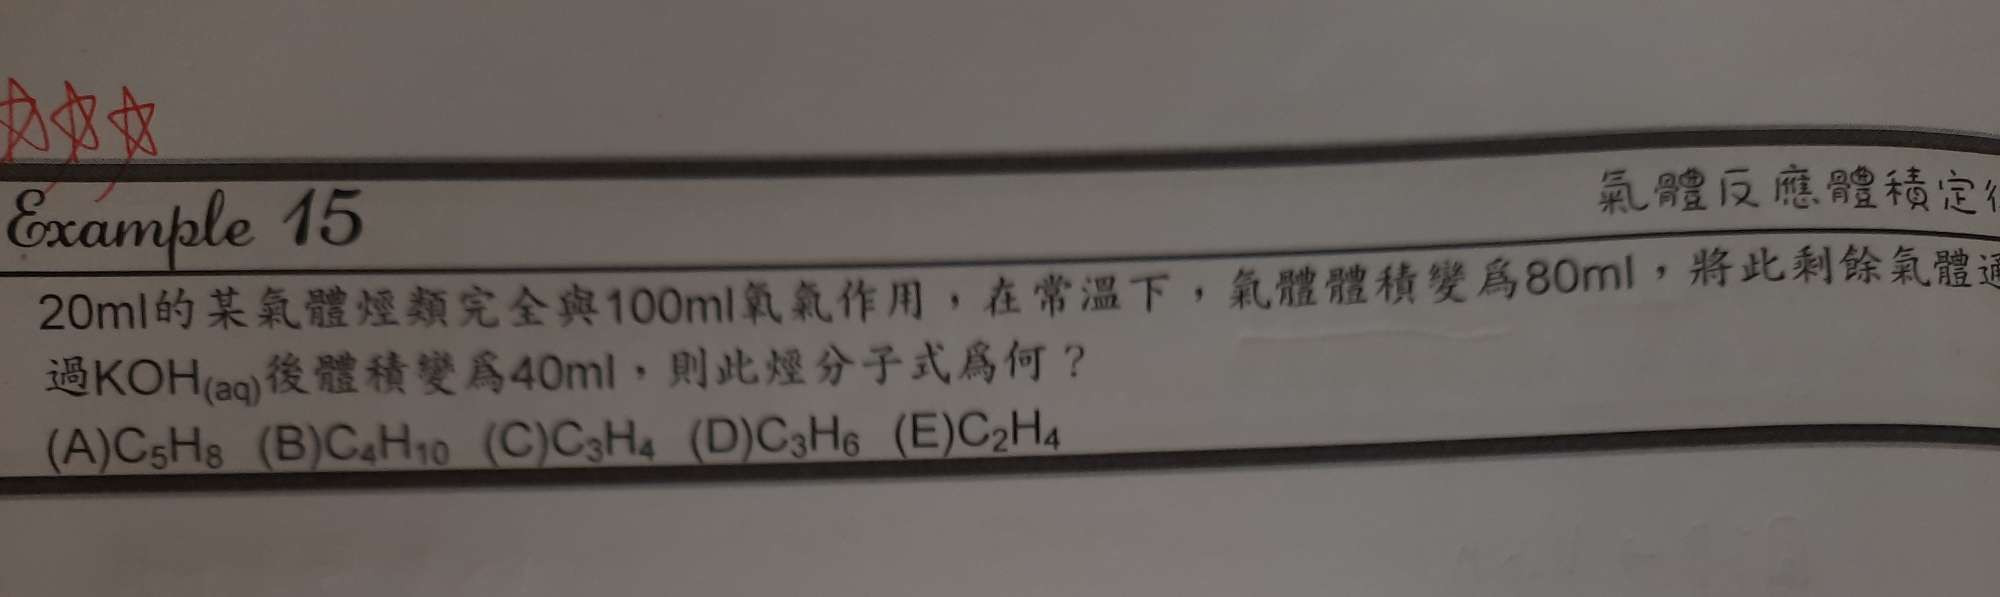 Example 15
氣體反應體積定
20ml的某氣體烴類完全與100ml氧氣作用，在常溫下，氣體體積變為80ml，將此剩餘氣體通
過KOH(aq)後體積變為40ml，則此烴分子式為何？
(A)C₅H₈ (B)C₄H₁₀ (C)C₃H₄ (D)C₃H₆ (E)C₂H₄